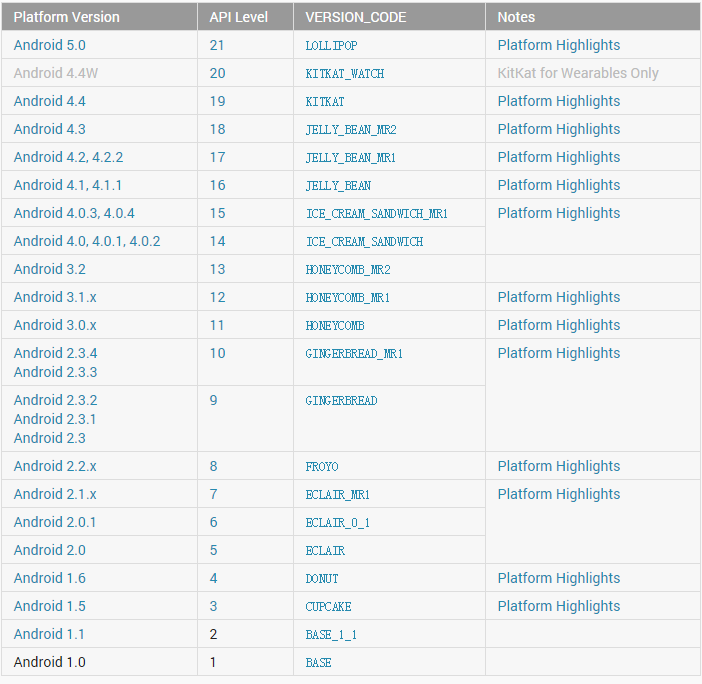 Platform Version API Level VERSION_CODE Notes
Android 5.0 21 LOLLIPOP Platform Highlights
Android 4.4W 20 KITKAT_WATCH KitKat for Wearables Only
Android 4.4 19 KITKAT Platform Highlights
Android 4.3 18 JELLY_BEAN_MR2 Platform Highlights
Android 4.2, 4.2.2 17 JELLY_BEAN_MR1 Platform Highlights
Android 4.1, 4.1.1 16 JELLY_BEAN Platform Highlights
Android 4.0.3, 4.0.4 15 ICE_CREAM_SANDWICH_MR1 Platform Highlights
Android 4.0, 4.0.1, 4.0.2 14 ICE_CREAM_SANDWICH
Android 3.2 13 HONEYCOMB_MR2
Android 3.1.x 12 HONEYCOMB_MR1 Platform Highlights
Android 3.0.x 11 HONEYCOMB Platform Highlights
Android 2.3.4 10 GINGERBREAD_MR1 Platform Highlights
Android 2.3.3
Android 2.3.2 9 GINGERBREAD
Android 2.3.1
Android 2.3
Android 2.2.x 8 FROYO Platform Highlights
Android 2.1.x 7 ECLAIR_MR1 Platform Highlights
Android 2.0.1 6 ECLAIR_0_1
Android 2.0 5 ECLAIR
Android 1.6 4 DONUT Platform Highlights
Android 1.5 3 CUPCAKE Platform Highlights
Android 1.1 2 BASE_1_1
Android 1.0 1 BASE